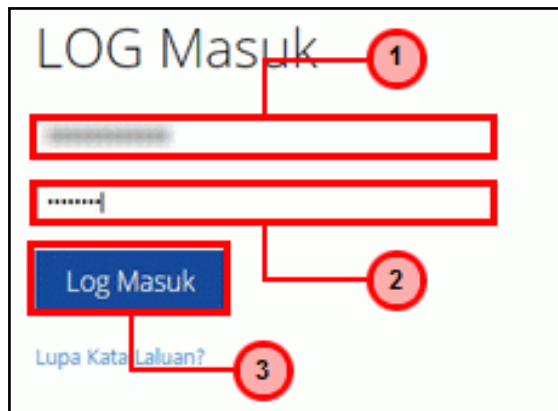 LOG Masuk
1
••••••••
2
Log Masuk
Lupa Kata Laluan?
3